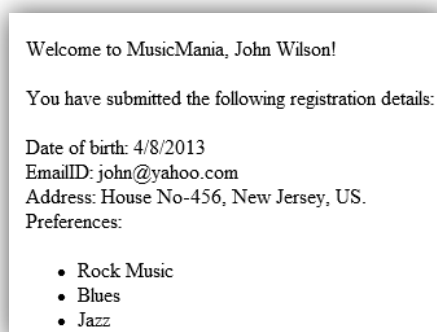 Welcome to MusicMania, John Wilson!
You have submitted the following registration details:
Date of birth: 4/8/2013
EmailID: john@yahoo.com
Address: House No-456, New Jersey, US.
Preferences:
• Rock Music
• Blues
• Jazz